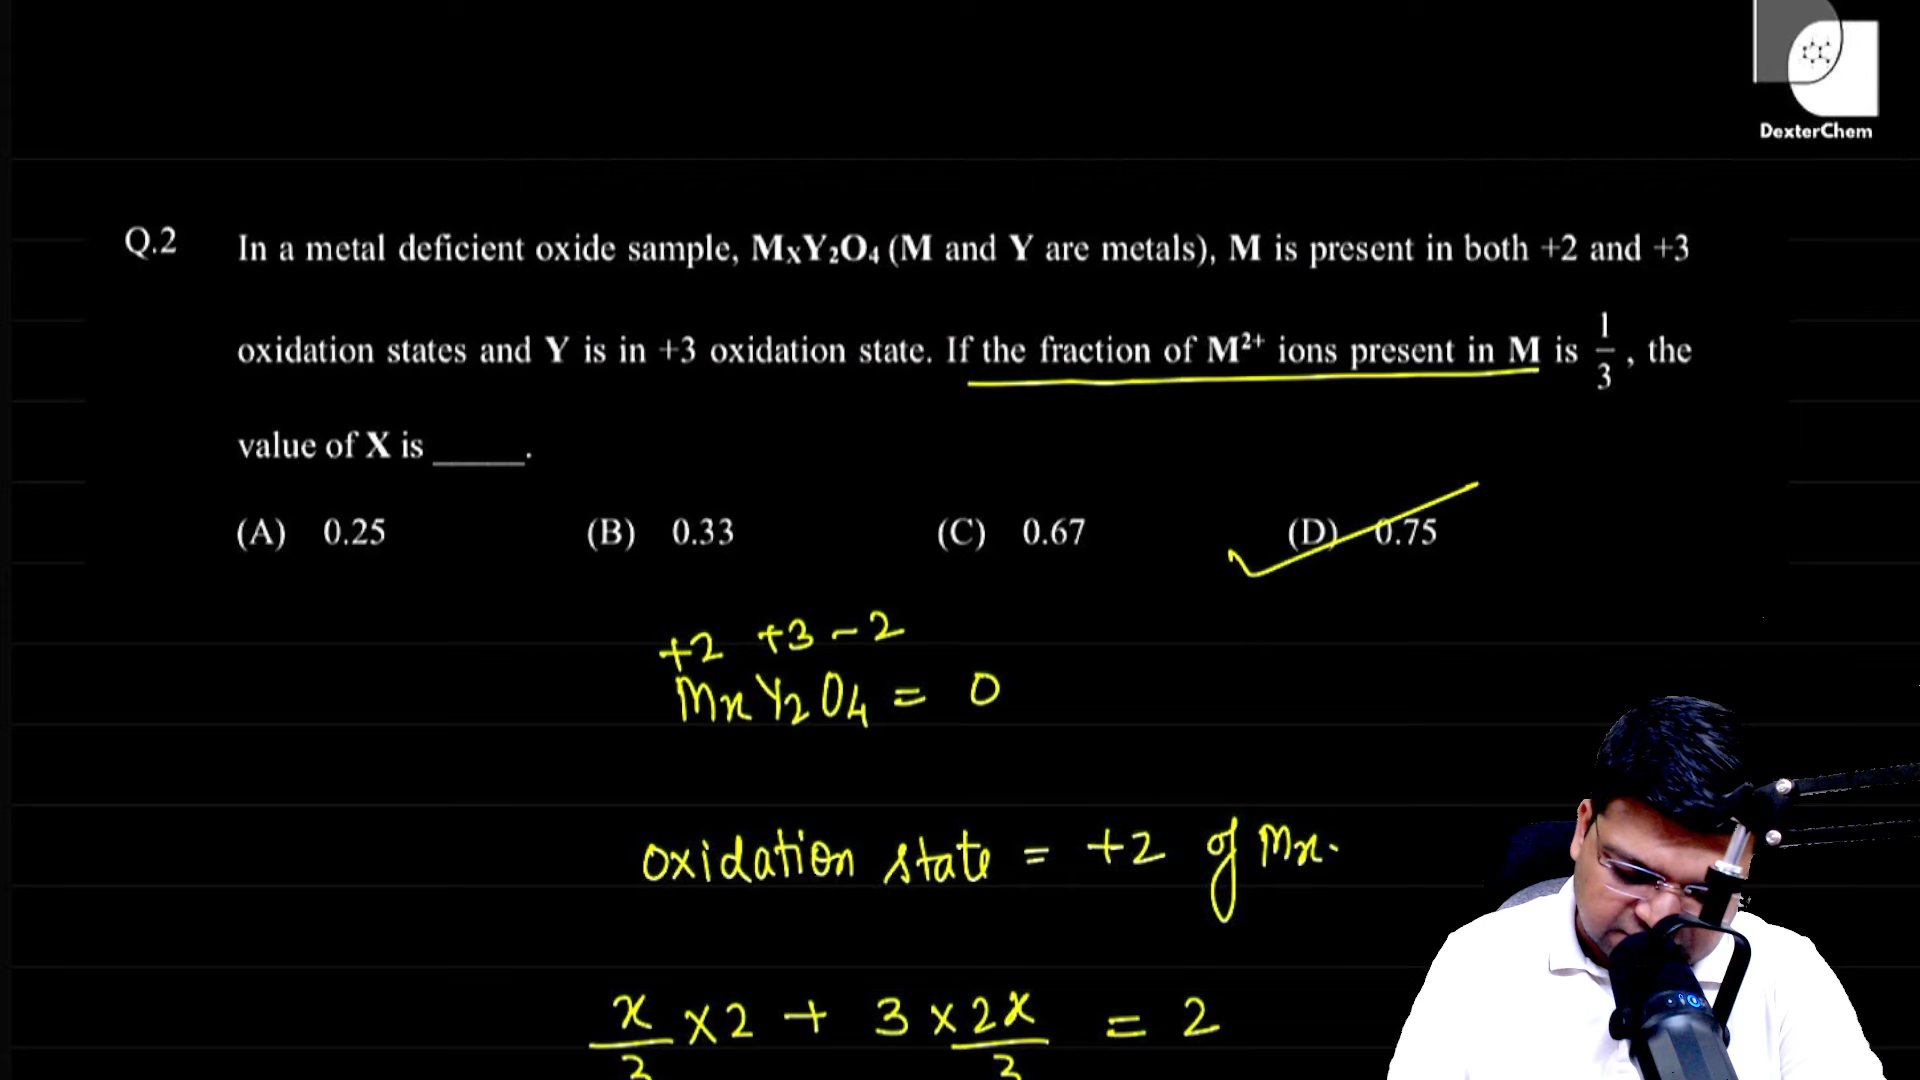 DexterChem
Q.2 In a metal deficient oxide sample, MXY₂O₄ (M and Y are metals), M is present in both +2 and +3
oxidation states and Y is in +3 oxidation state. If the fraction of M²⁺ ions present in M is 1/3, the
value of X is _____.
(A) 0.25 (B) 0.33 (C) 0.67 (D) 0.75
+2 +3 -2
MxY₂O₄ = 0
oxidation state = +2 of Mx.
x/3 × 2 + 3 × 2x/3 = 2